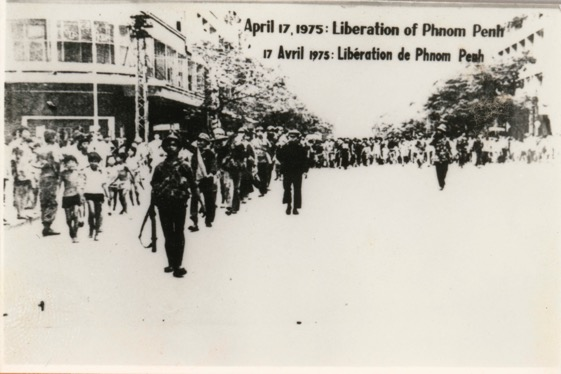 April 17, 1975: Liberation of Phnom Penh
17 Avril 1975: Libération de Phnom Penh